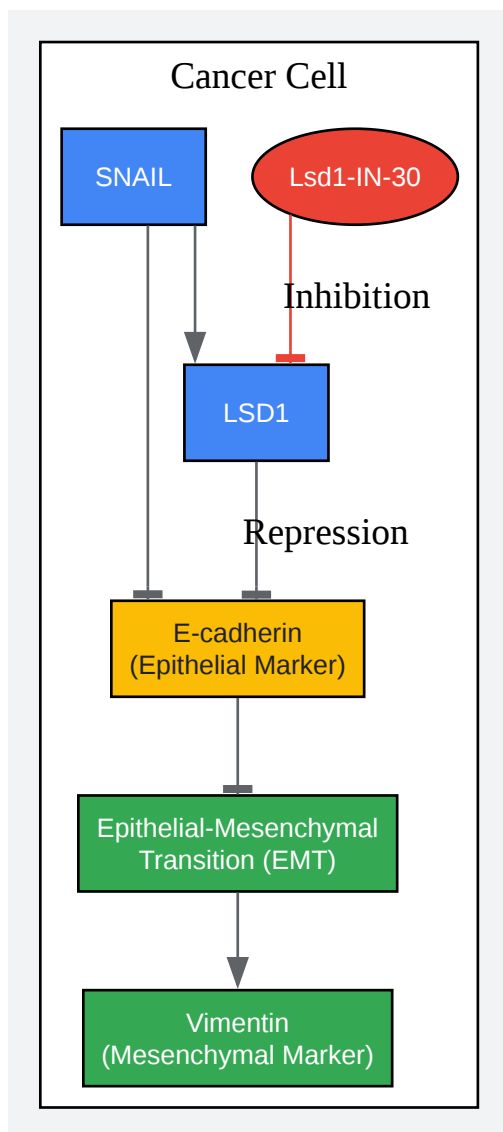 Cancer Cell
SNAIL
Lsd1-IN-30
Inhibition
LSD1
Repression
E-cadherin
(Epithelial Marker)
Epithelial-Mesenchymal
Transition (EMT)
Vimentin
(Mesenchymal Marker)